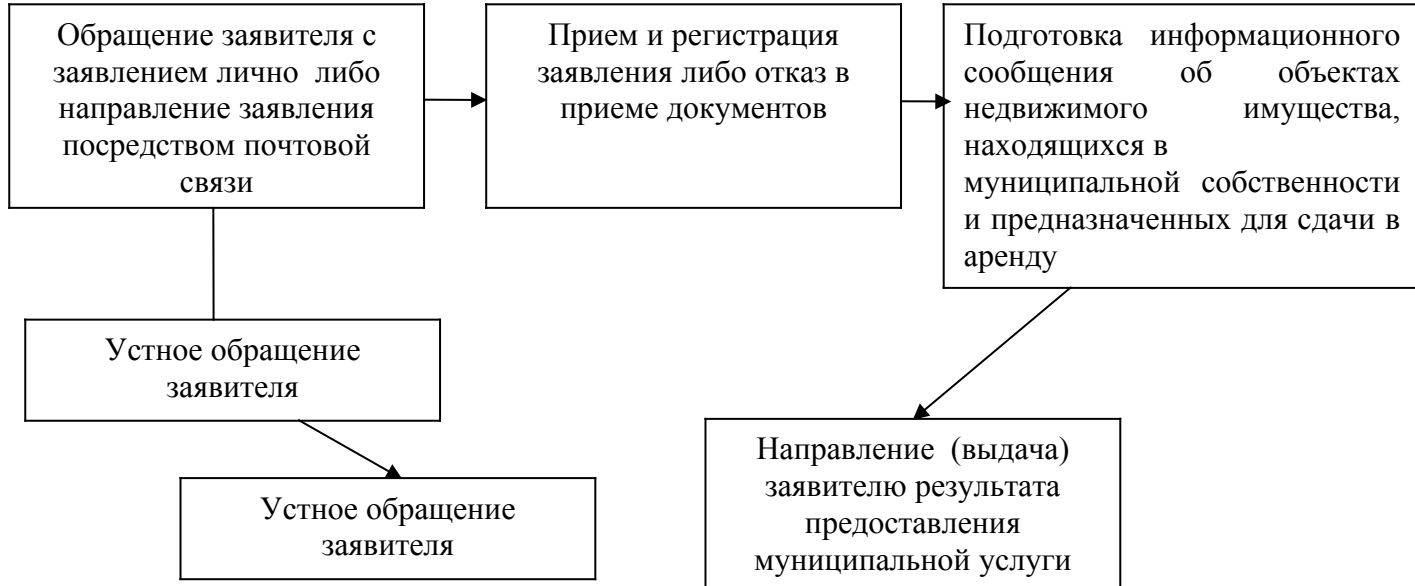 Обращение заявителя с
заявлением лично либо
направление заявления
посредством почтовой
связи
Прием и регистрация
заявления либо отказ в
приеме документов
Подготовка информационного
сообщения об объектах
недвижимого имущества,
находящихся в
муниципальной собственности
и предназначенных для сдачи в
аренду
Устное обращение
заявителя
Устное обращение
заявителя
Направление (выдача)
заявителю результата
предоставления
муниципальной услуги